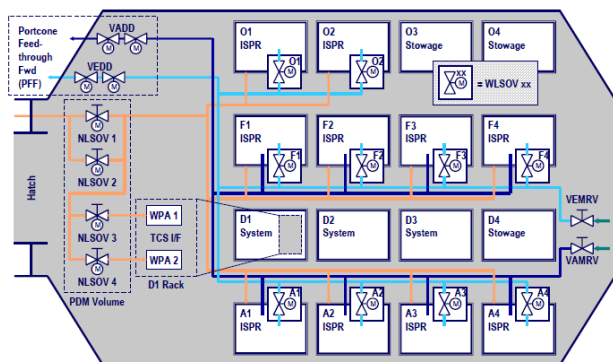 Portcone
Feed-
through
Fwd
(PFF)
VADD
M
M
VEDD
M
M
O1
ISPR
O1
M
O2
ISPR
O2
M
O3
Stowage
O4
Stowage
xx
M
= WLSOV xx
M
NLSOV 1
M
NLSOV 2
M
NLSOV 3
M
NLSOV 4
PDM Volume
Hatch
WPA 1
TCS I/F
WPA 2
D1 Rack
F1
ISPR
F1
M
F2
ISPR
F2
M
F3
ISPR
F3
M
F4
ISPR
F4
M
D1
System
D2
System
D3
System
D4
Stowage
VEMRV
M
M
VAMRV
A1
M
A2
M
A3
M
A4
M
A1
ISPR
A2
ISPR
A3
ISPR
A4
ISPR